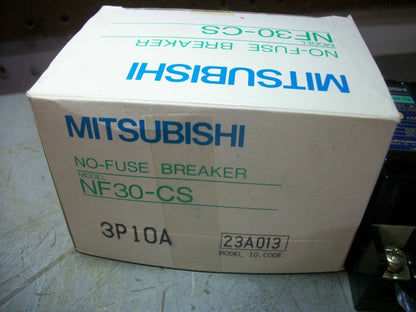 MITSUBISHI
NO-FUSE BREAKER
MODEL
NF30-CS
MITSUBISHI
NO-FUSE BREAKER
MODEL
NF30-CS
3P10A
23A013
MODEL ID.CODE